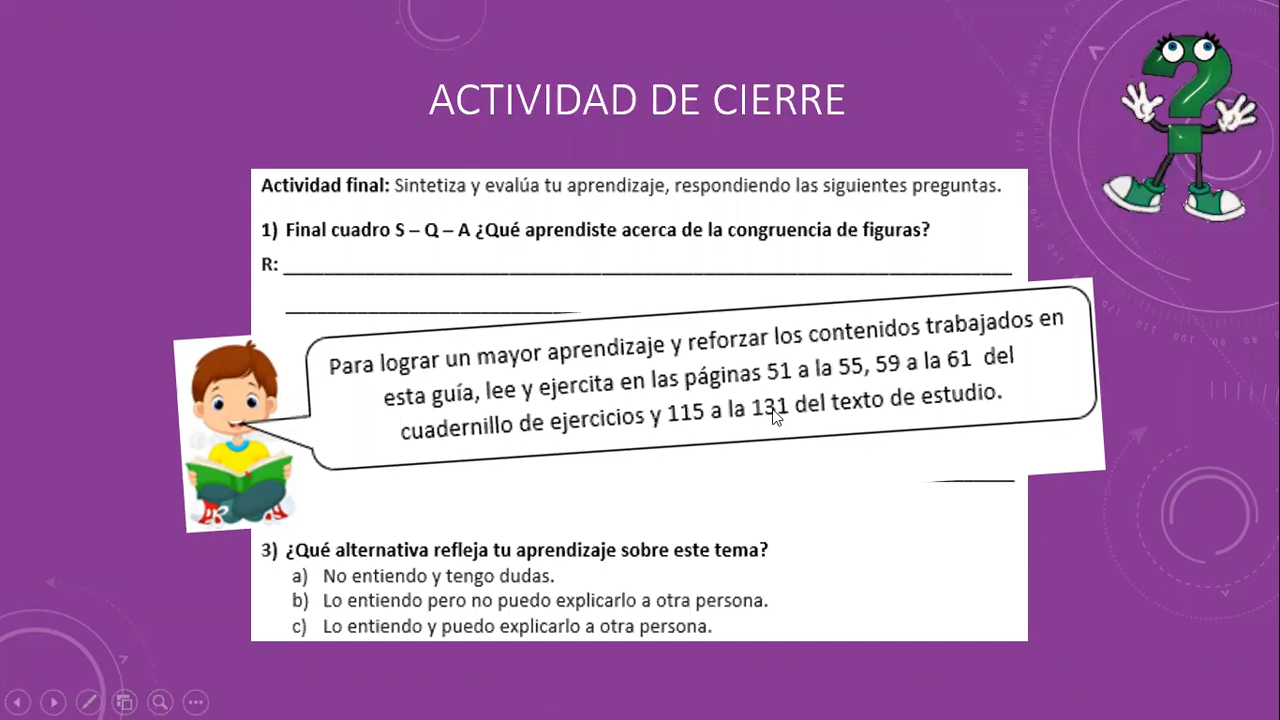 ACTIVIDAD DE CIERRE
Actividad final: Sintetiza y evalúa tu aprendizaje, respondiendo las siguientes preguntas.
1) Final cuadro S – Q – A ¿Qué aprendiste acerca de la congruencia de figuras?
R:
Para lograr un mayor aprendizaje y reforzar los contenidos trabajados en
esta guía, lee y ejercita en las páginas 51 a la 55, 59 a la 61 del
cuadernillo de ejercicios y 115 a la 131 del texto de estudio.
3) ¿Qué alternativa refleja tu aprendizaje sobre este tema?
a) No entiendo y tengo dudas.
b) Lo entiendo pero no puedo explicarlo a otra persona.
c) Lo entiendo y puedo explicarlo a otra persona.